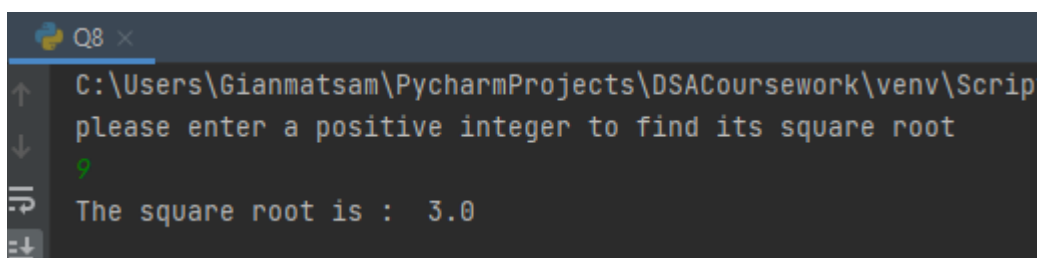 Q8
C:\Users\Gianmatsam\PycharmProjects\DSACoursework\venv\Scrip
please enter a positive integer to find its square root
9
The square root is :  3.0